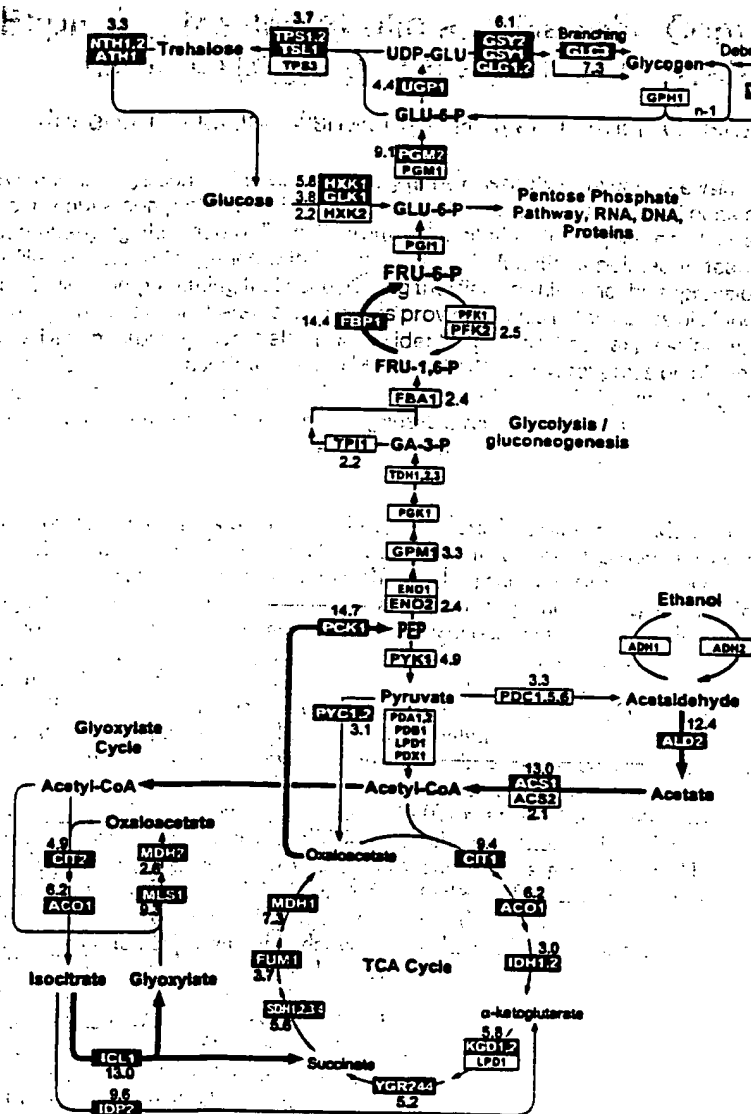 3.3
NTH1,2
ATH1
Trehalose
3.7
TPS1,2
TSL1
TPS3
UDP-GLU
6.1
GSY2
GSY1
GLG1,2
Branching
GLC3
7.3
Glycogen
4.4
UGP1
GPH1
n-1
GLU-6-P
9.1
PGM2
PGM1
Glucose
5.8
3.8
2.2
HXK1
GLK1
HXK2
GLU-6-P
Pentose Phosphate
Pathway, RNA, DNA,
Proteins
PGI1
FRU-6-P
14.4
FBP1
PFK1
PFK2
2.5
FRU-1,6-P
FBA1
2.4
TPI1
2.2
GA-3-P
Glycolysis /
gluconeogenesis
TDH1,2,3
PGK1
GPM1
3.3
ENO1
ENO2
2.4
14.7
PCK1
PEP
PYK1
4.9
Ethanol
ADH1
ADH2
Pyruvate
3.3
PDC1,5,6
Acetaldehyde
PYC1,2
3.1
PDA1,2
PDB1
LPD1
PDX1
12.4
ALD2
Glyoxylate
Cycle
Acetyl-CoA
Acetyl-CoA
13.0
ACS1
ACS2
2.1
Acetate
Oxaloacetate
4.9
CIT2
MDH2
6.2
ACO1
MLS1
Oxaloacetate
9.4
CIT1
MDH1
7.3
6.2
ACO1
Isocitrate
Glyoxylate
FUM1
3.7
TCA Cycle
3.0
IDH1,2
SDH1,2,3,4
α-ketoglutarate
5.8
KGD1,2
LPD1
ICL1
13.0
Succinate
YGR244
5.2
9.6
IDP2